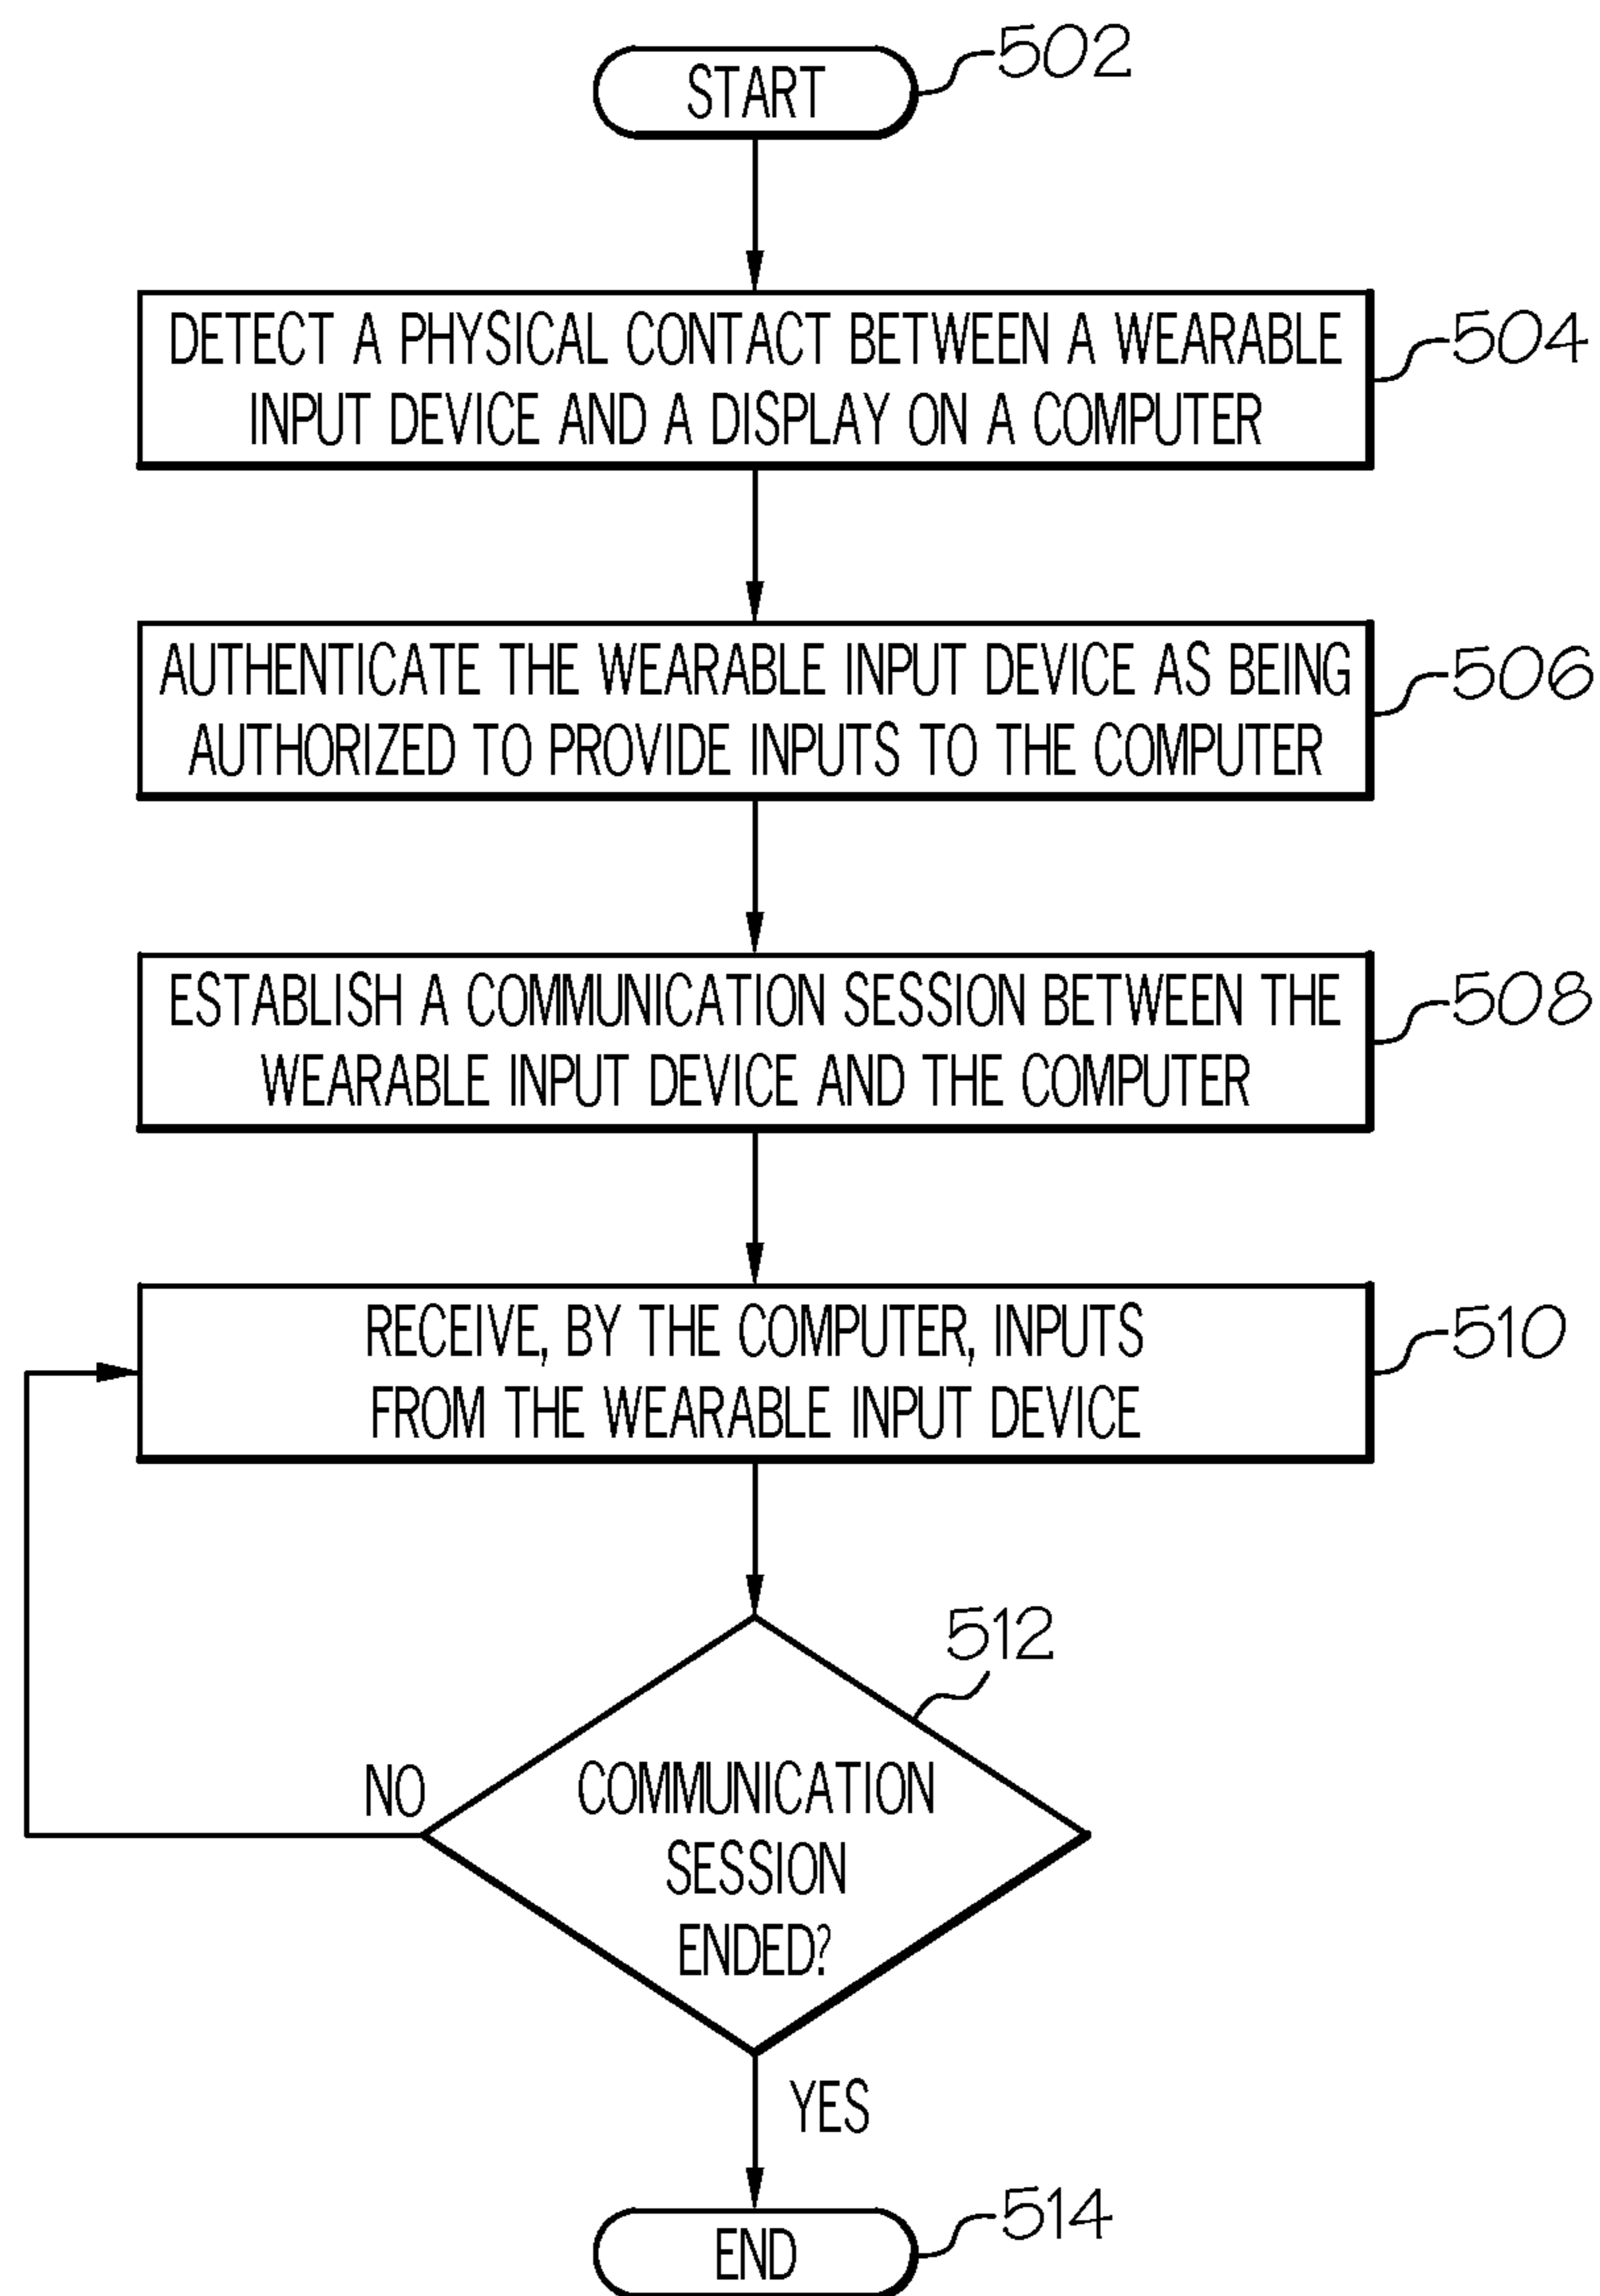 START
502
DETECT A PHYSICAL CONTACT BETWEEN A WEARABLE
INPUT DEVICE AND A DISPLAY ON A COMPUTER
504
AUTHENTICATE THE WEARABLE INPUT DEVICE AS BEING
AUTHORIZED TO PROVIDE INPUTS TO THE COMPUTER
506
ESTABLISH A COMMUNICATION SESSION BETWEEN THE
WEARABLE INPUT DEVICE AND THE COMPUTER
508
RECEIVE, BY THE COMPUTER, INPUTS
FROM THE WEARABLE INPUT DEVICE
510
512
NO
COMMUNICATION
SESSION
ENDED?
YES
END
514